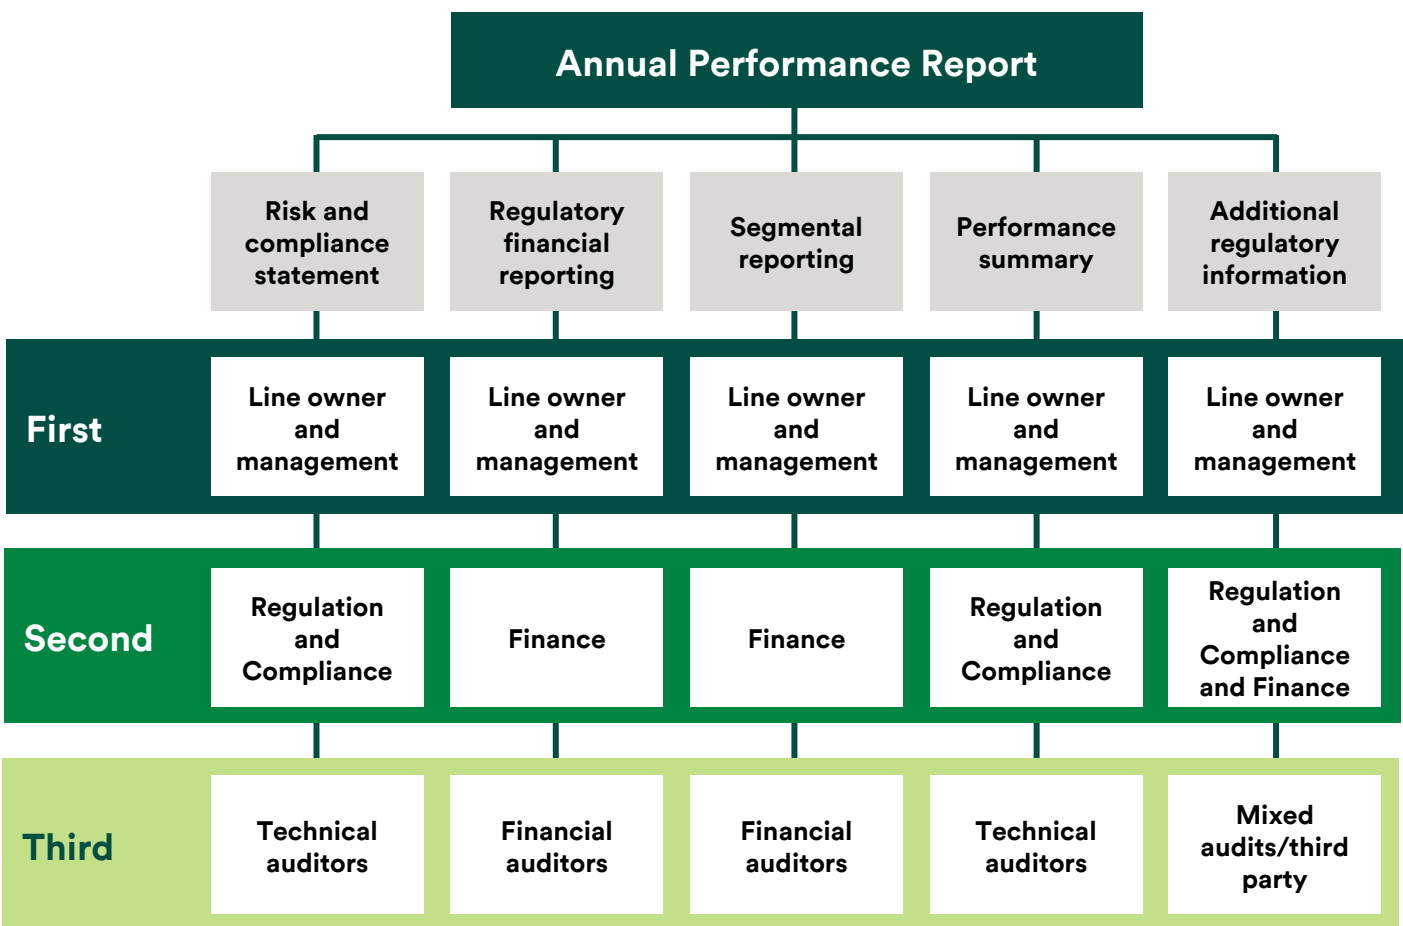 Annual Performance Report
Risk and
compliance
statement
Regulatory
financial
reporting
Segmental
reporting
Performance
summary
Additional
regulatory
information
First
Line owner
and
management
Line owner
and
management
Line owner
and
management
Line owner
and
management
Line owner
and
management
Second
Regulation
and
Compliance
Finance
Finance
Regulation
and
Compliance
Regulation
and
Compliance
and Finance
Third
Technical
auditors
Financial
auditors
Financial
auditors
Technical
auditors
Mixed
audits/third
party